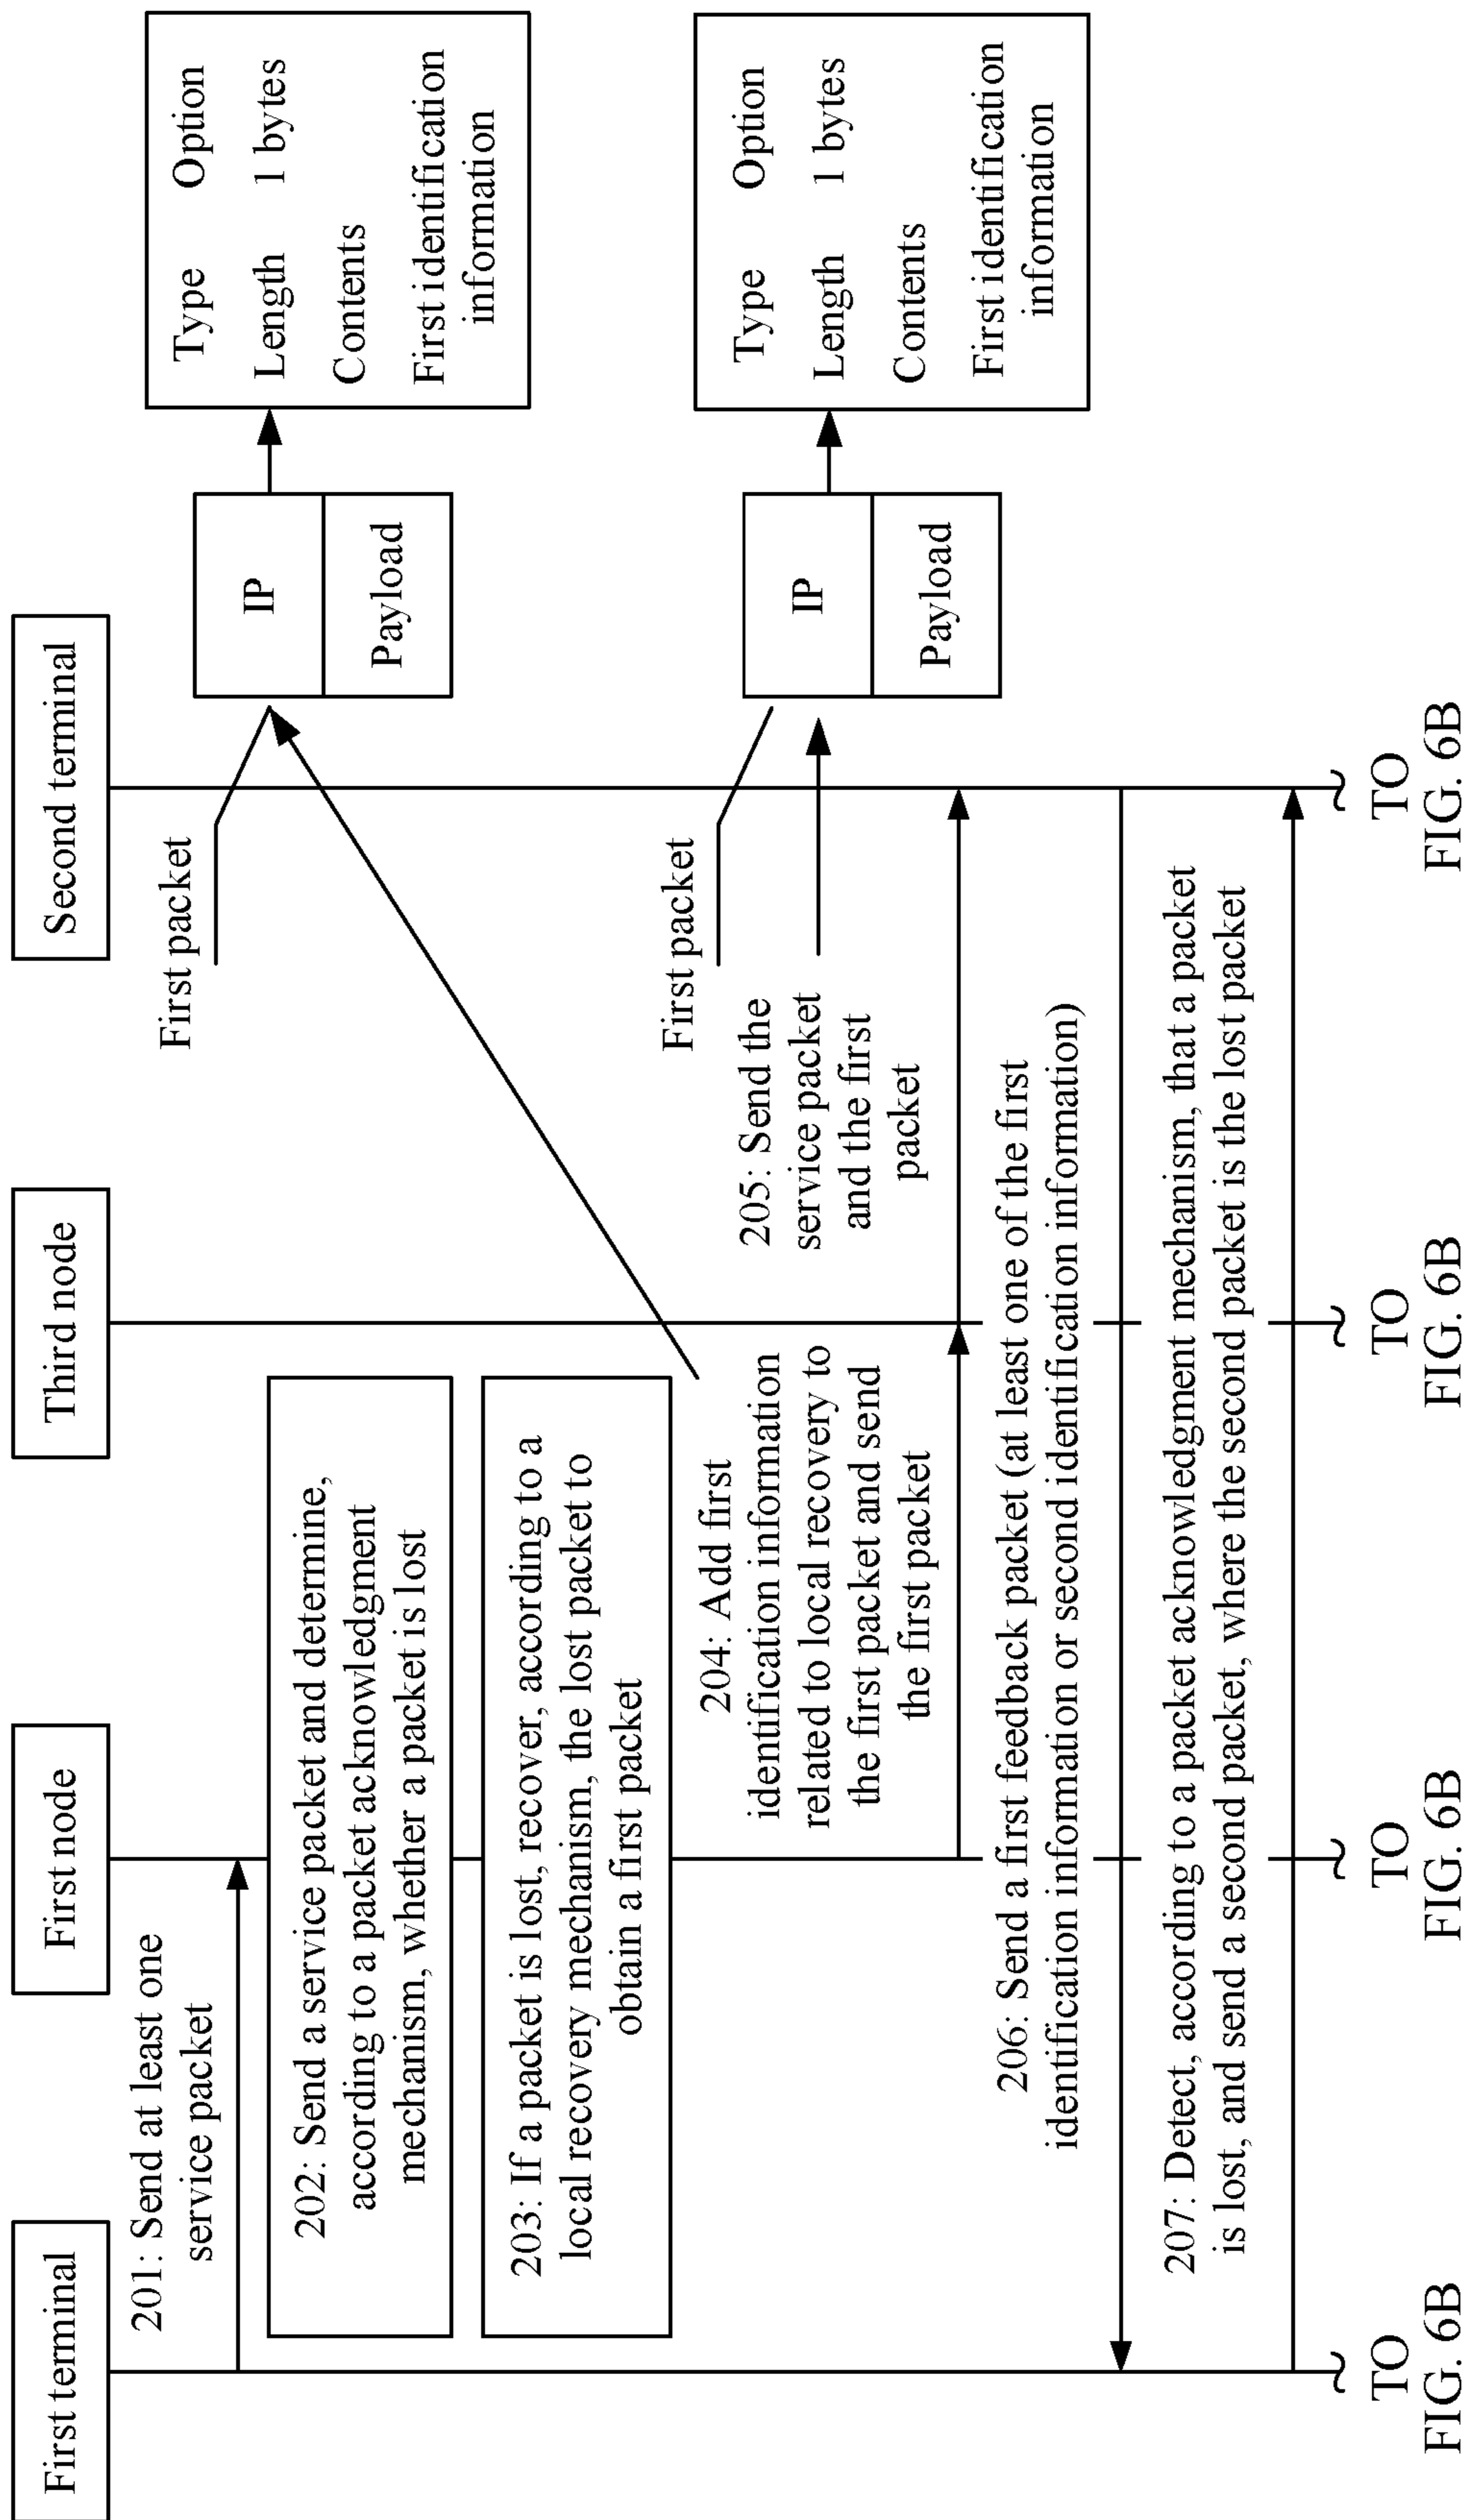 First terminal
First node
Third node
Second terminal
201: Send at least one
service packet
202: Send a service packet and determine,
according to a packet acknowledgment
mechanism, whether a packet is lost
203: If a packet is lost, recover, according to a
local recovery mechanism, the lost packet to
obtain a first packet
First packet
IP
Payload
Type Option
Length 1 bytes
Contents
First identification
information
204: Add first
identification information
related to local recovery to
the first packet and send
the first packet
First packet
205: Send the
service packet
and the first
packet
IP
Payload
Type Option
Length 1 bytes
Contents
First identification
information
206: Send a first feedback packet (at least one of the first
identification information or second identification information)
207: Detect, according to a packet acknowledgment mechanism, that a packet
is lost, and send a second packet, where the second packet is the lost packet
TO
FIG. 6B
TO
FIG. 6B
TO
FIG. 6B
TO
FIG. 6B